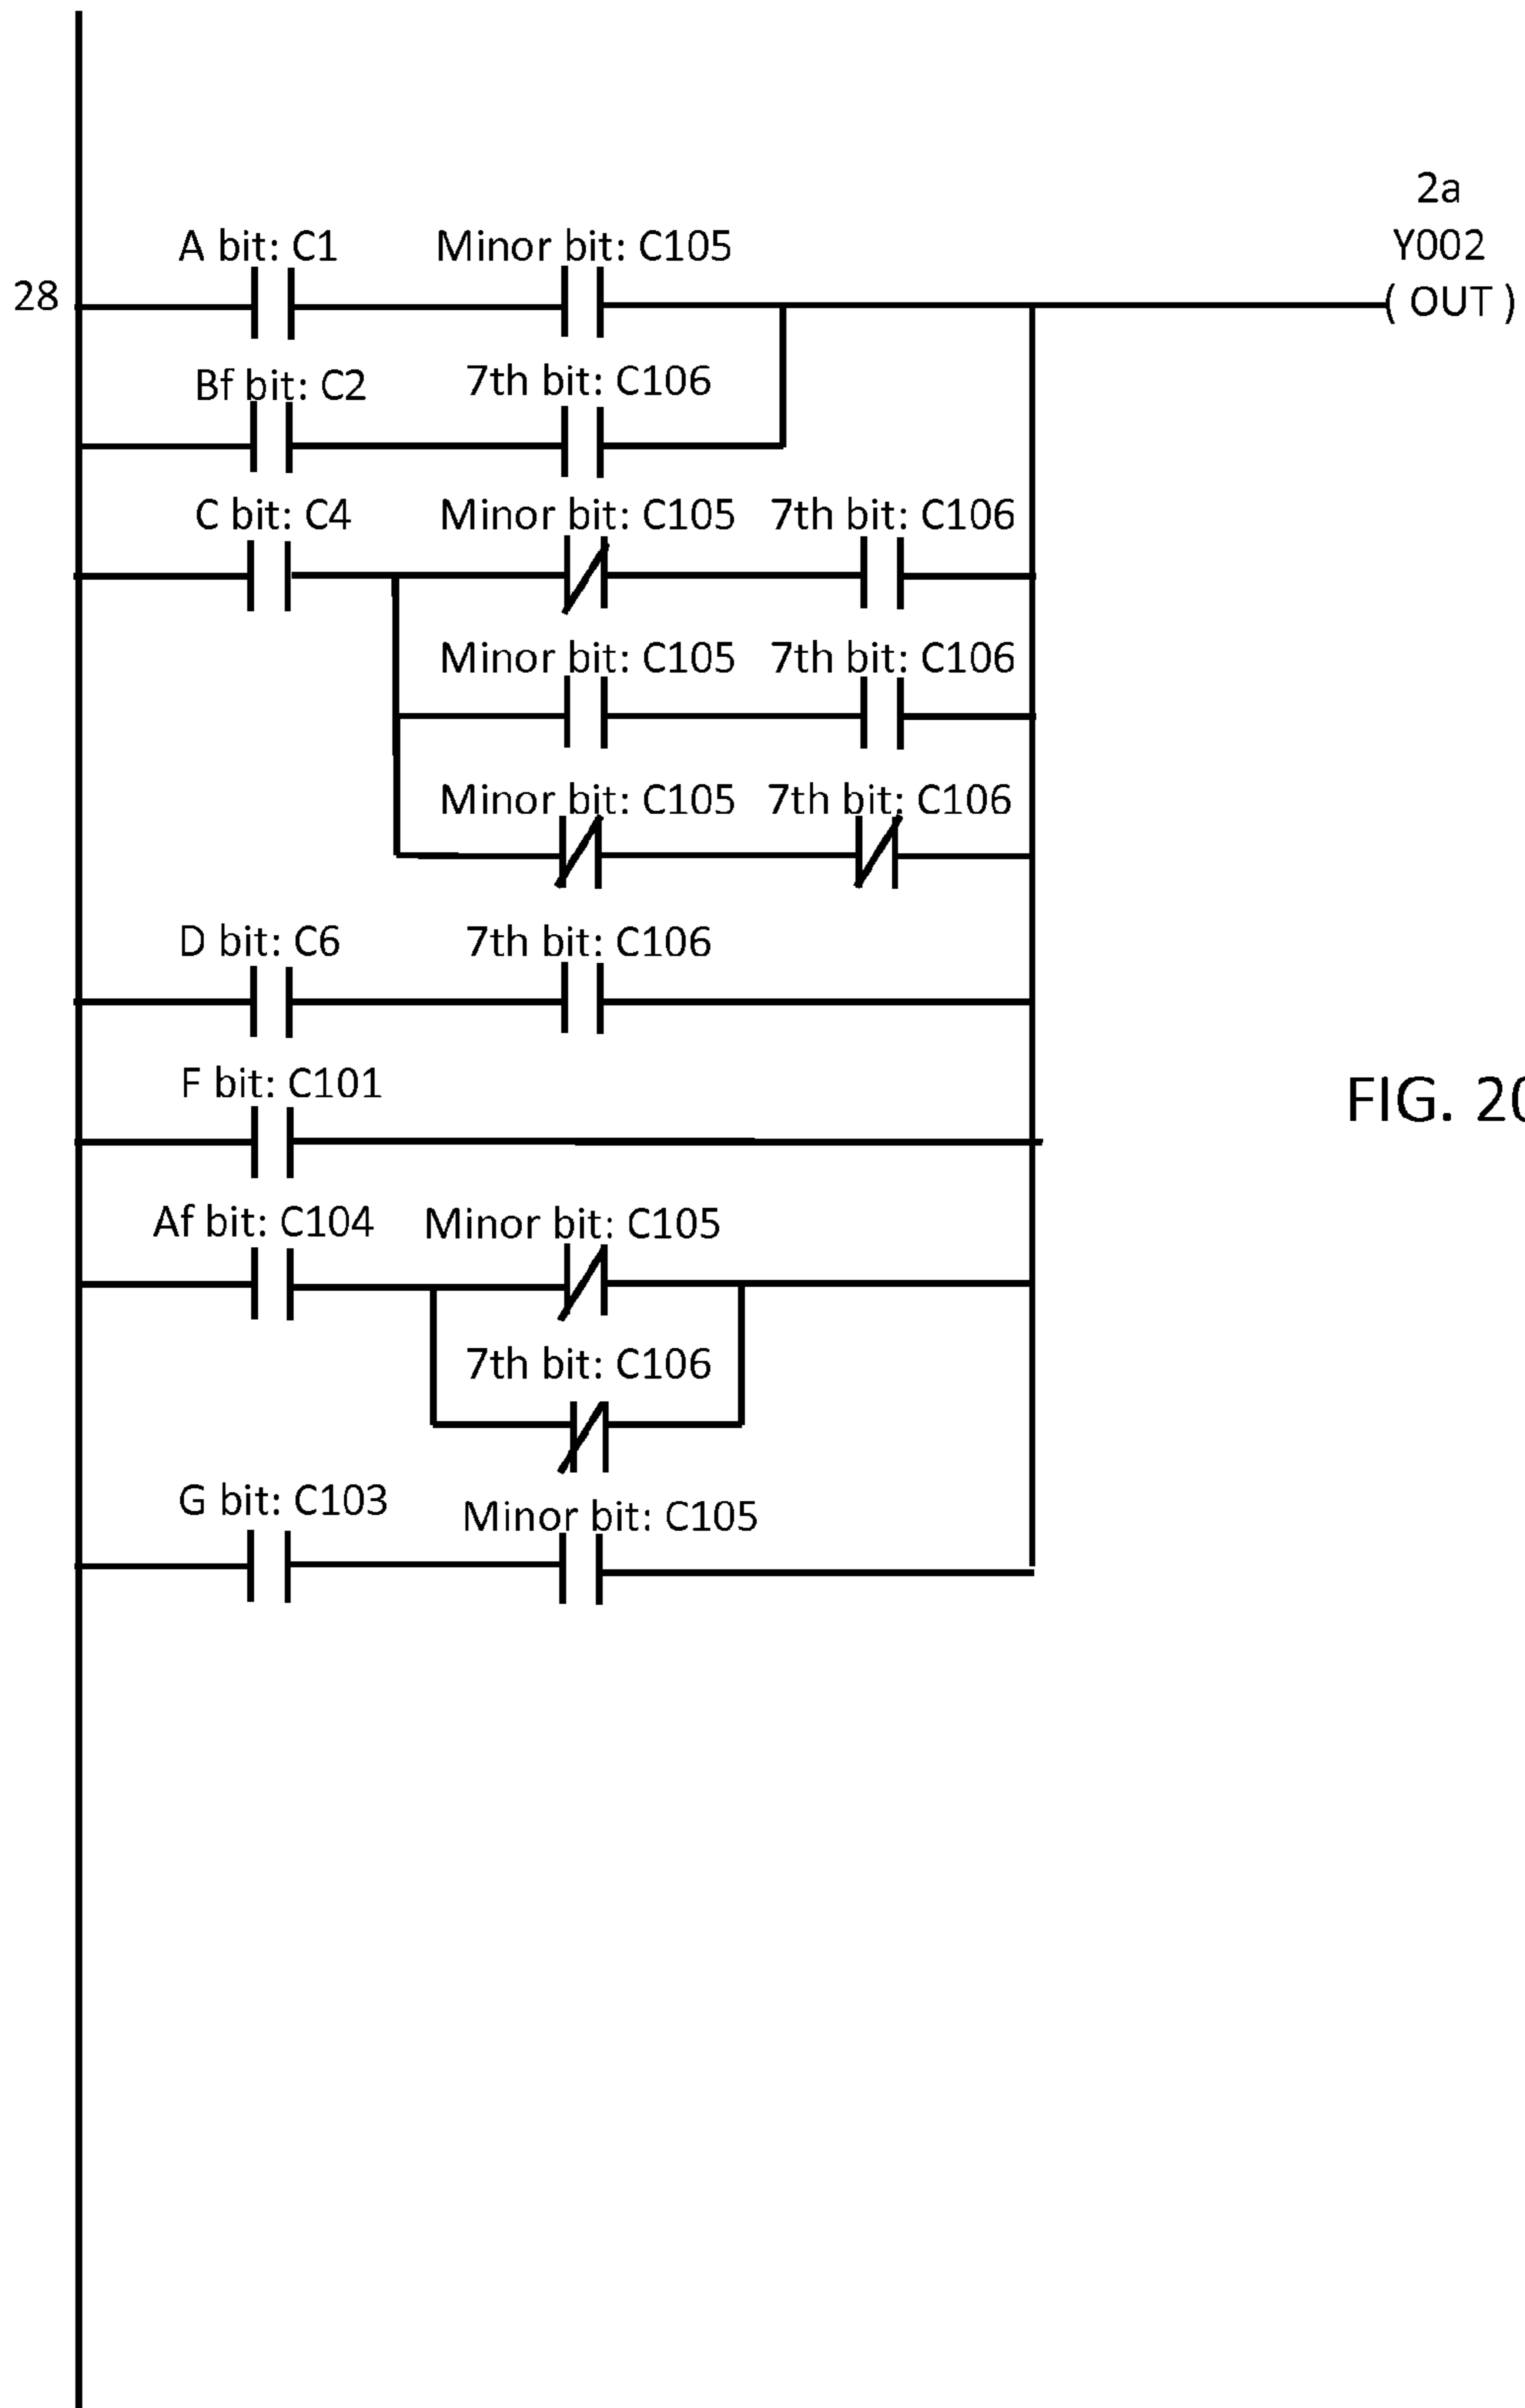 2a
Y002
A bit: C1 Minor bit: C105
28 ( OUT )
Bf bit: C2 7th bit: C106
C bit: C4 Minor bit: C105 7th bit: C106
Minor bit: C105 7th bit: C106
Minor bit: C105 7th bit: C106
D bit: C6 7th bit: C106
F bit: C101
FIG. 20
Af bit: C104 Minor bit: C105
7th bit: C106
G bit: C103 Minor bit: C105